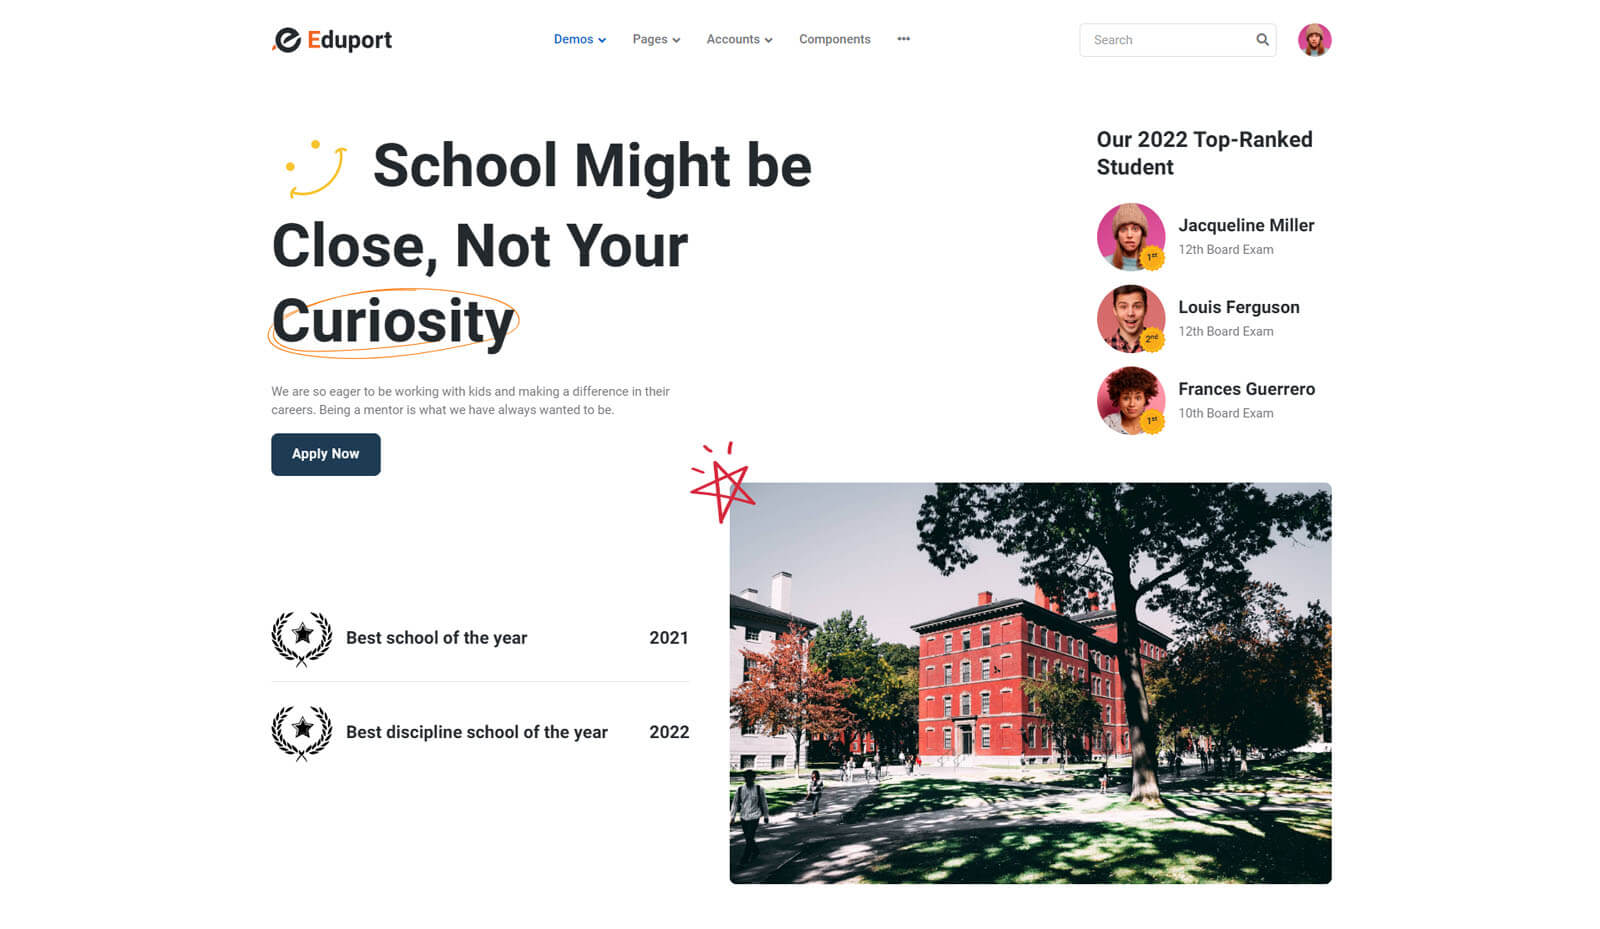 Eduport
Demos
Pages
Accounts
Components
Search
School Might be
Close, Not Your
Curiosity
We are so eager to be working with kids and making a difference in their
careers. Being a mentor is what we have always wanted to be.
Apply Now
Our 2022 Top-Ranked
Student
Jacqueline Miller
12th Board Exam
1st
Louis Ferguson
12th Board Exam
2nd
Frances Guerrero
10th Board Exam
1st
Best school of the year 2021
Best discipline school of the year 2022